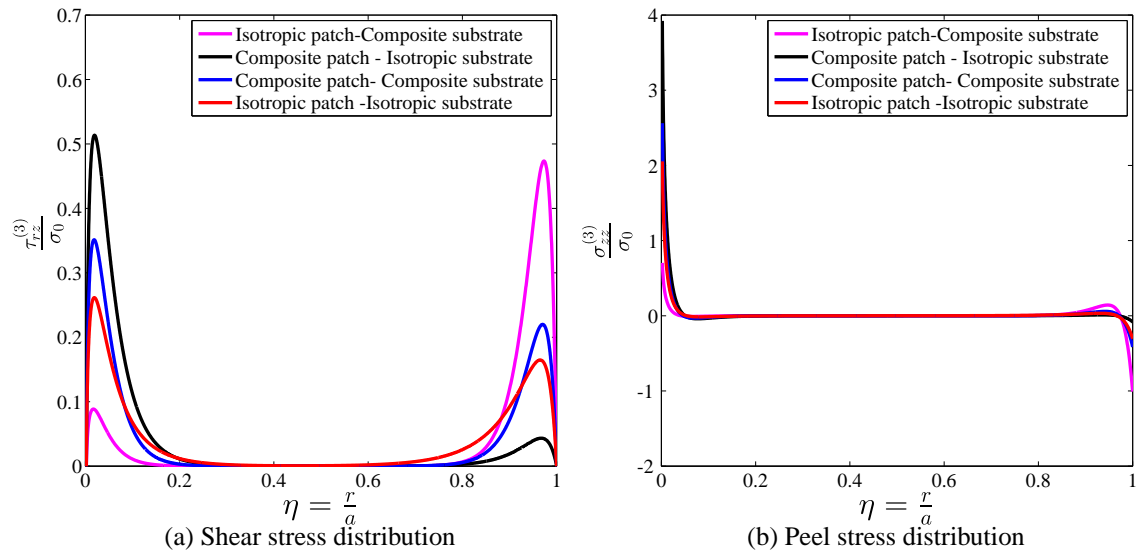 0.7
0.6
0.5
0.4
0.3
0.2
0.1
0
0 0.2 0.4 0.6 0.8 1
τ_{rz}^{(3)} / σ_0
η = r/a
Isotropic patch-Composite substrate
Composite patch - Isotropic substrate
Composite patch- Composite substrate
Isotropic patch -Isotropic substrate
(a) Shear stress distribution
4
3
2
1
0
-1
-2
0 0.2 0.4 0.6 0.8 1
σ_{zz}^{(3)} / σ_0
η = r/a
Isotropic patch-Composite substrate
Composite patch - Isotropic substrate
Composite patch- Composite substrate
Isotropic patch -Isotropic substrate
(b) Peel stress distribution